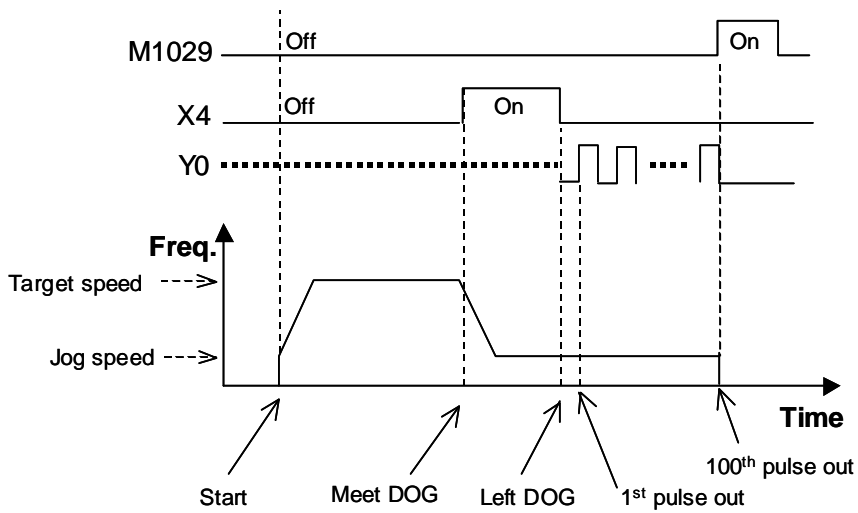 M1029 Off On
X4 Off On
Y0
Freq.
Target speed
Jog speed
Time
Start Meet DOG Left DOG 1st pulse out 100th pulse out